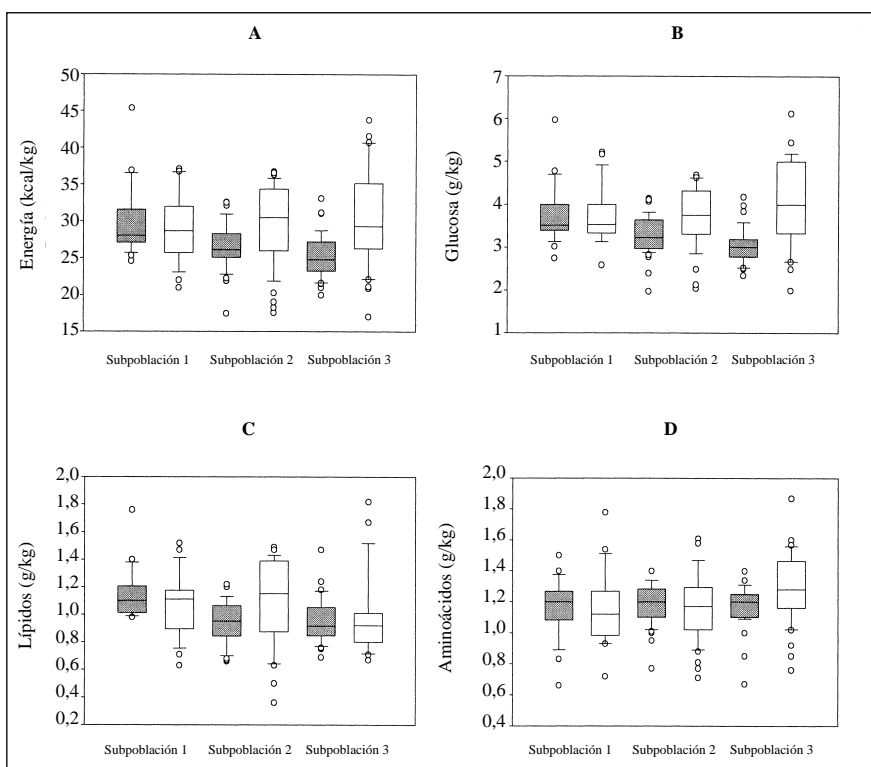 A
Energía (kcal/kg)
50
45
40
35
30
25
20
15
Subpoblación 1
Subpoblación 2
Subpoblación 3
B
Glucosa (g/kg)
7
6
5
4
3
2
1
Subpoblación 1
Subpoblación 2
Subpoblación 3
C
Lípidos (g/kg)
2,0
1,8
1,6
1,4
1,2
1,0
0,8
0,6
0,4
0,2
Subpoblación 1
Subpoblación 2
Subpoblación 3
D
Aminoácidos (g/kg)
2,0
1,8
1,6
1,4
1,2
1,0
0,8
0,6
0,4
Subpoblación 1
Subpoblación 2
Subpoblación 3